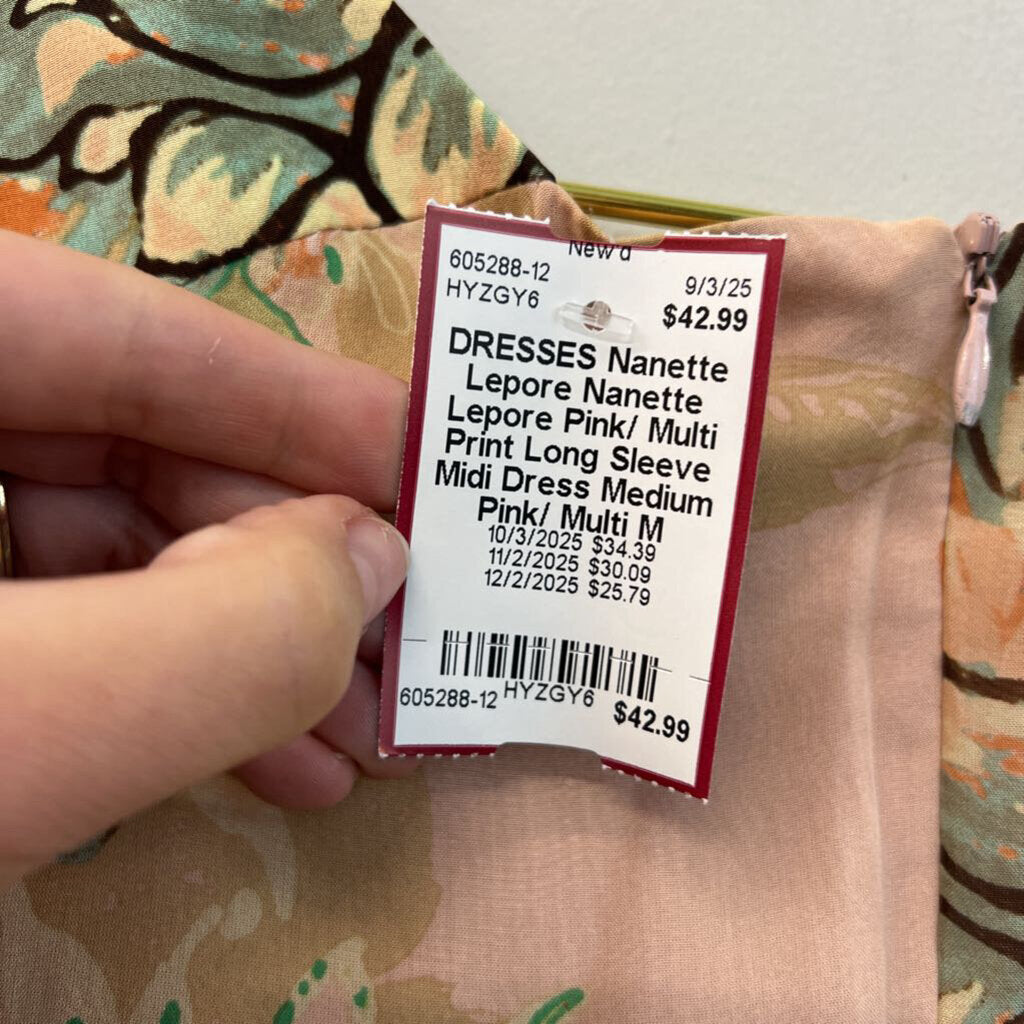 New'd
605288-12
9/3/25
HYZGY6
$42.99
DRESSES Nanette
Lepore Nanette
Lepore Pink/ Multi
Print Long Sleeve
Midi Dress Medium
Pink/ Multi M
10/3/2025 $34.39
11/2/2025 $30.09
12/2/2025 $25.79
605288-12
HYZGY6
$42.99